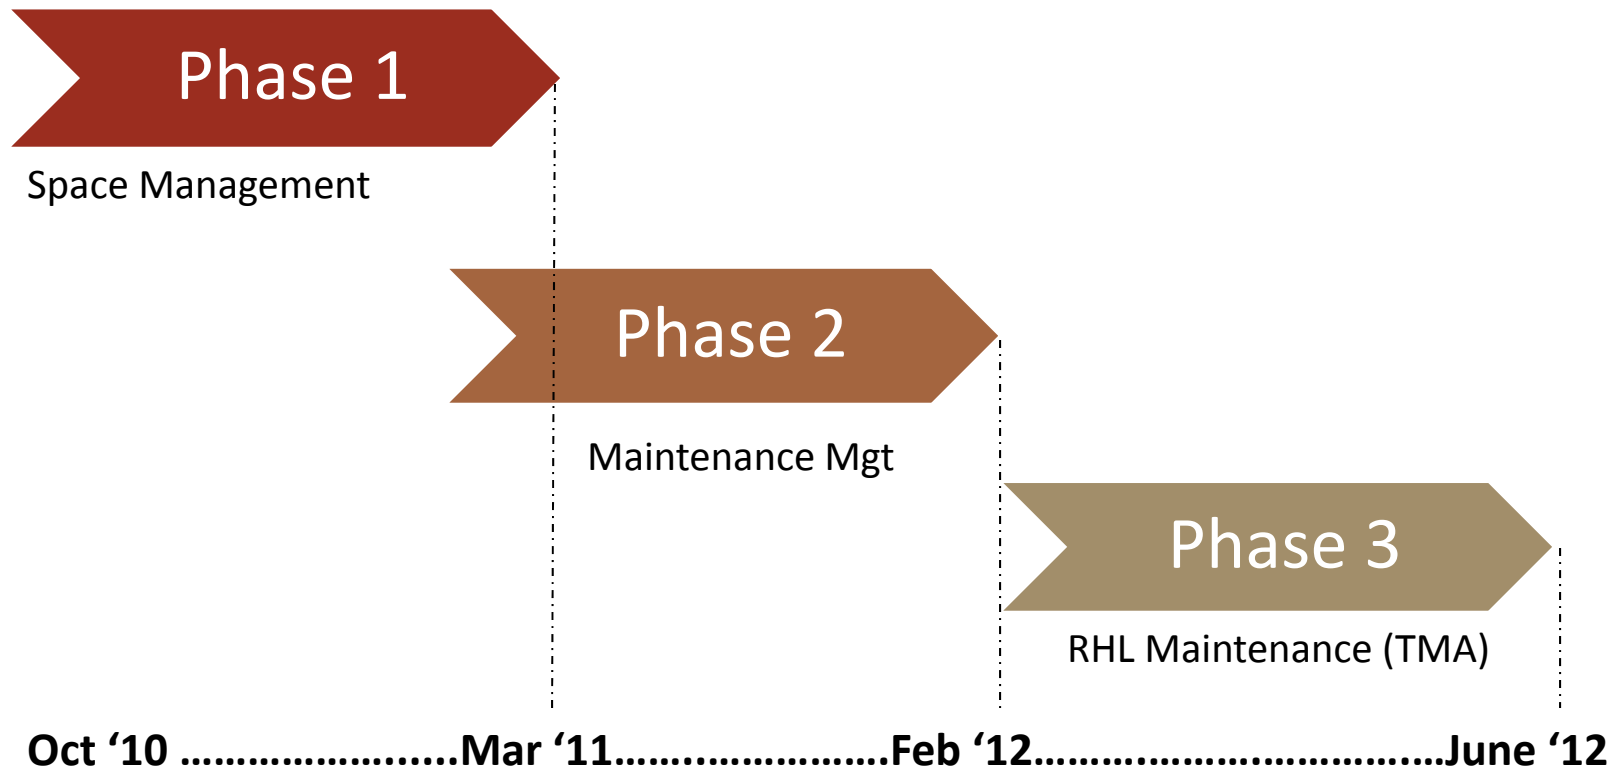 Phase 1
Space Management
Phase 2
Maintenance Mgt
Phase 3
RHL Maintenance (TMA)
Oct ‘10 ........................Mar ‘11........................Feb ‘12....................................June ‘12